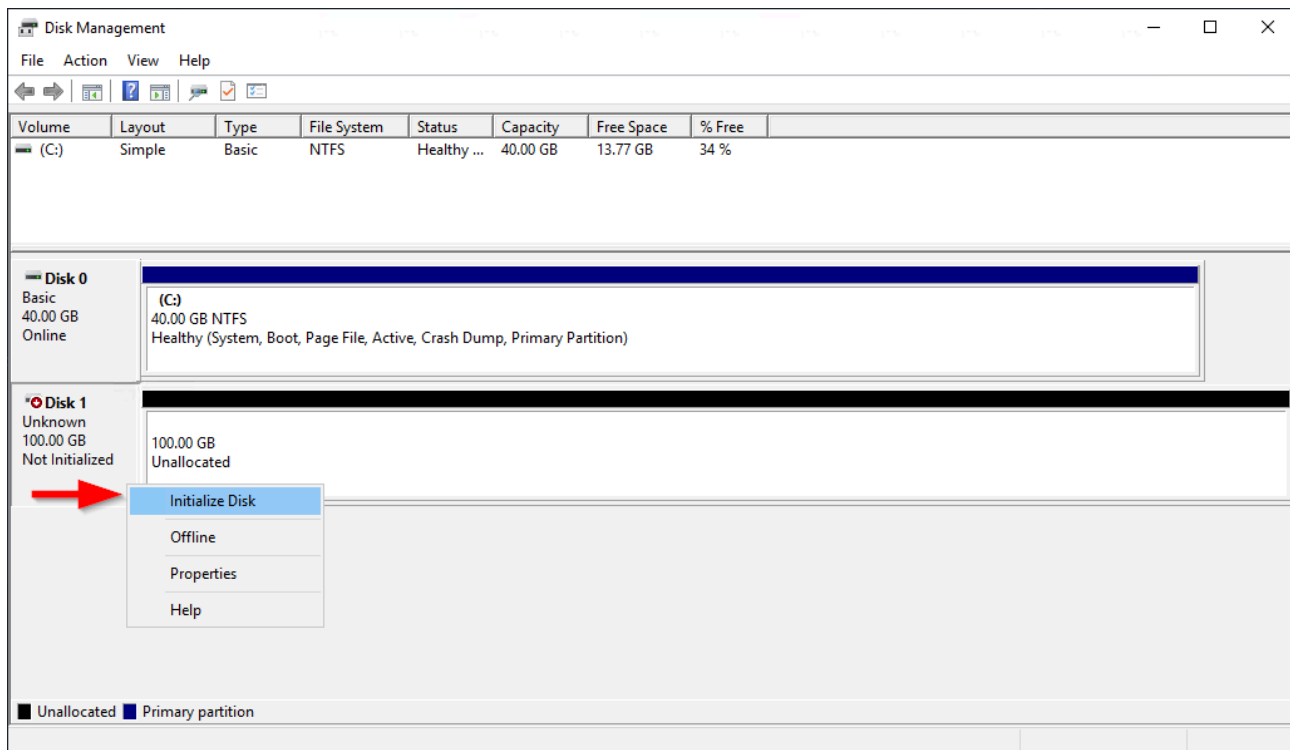 Disk Management
File Action View Help
Volume Layout Type File System Status Capacity Free Space % Free
(C:) Simple Basic NTFS Healthy ... 40.00 GB 13.77 GB 34 %
Disk 0
Basic
40.00 GB
Online
(C:)
40.00 GB NTFS
Healthy (System, Boot, Page File, Active, Crash Dump, Primary Partition)
Disk 1
Unknown
100.00 GB
Not Initialized
100.00 GB
Unallocated
Initialize Disk
Offline
Properties
Help
Unallocated Primary partition